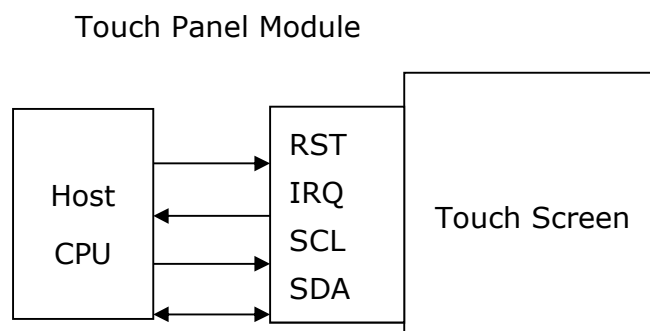 Touch Panel Module
Host
CPU
RST
IRQ
SCL
SDA
Touch Screen